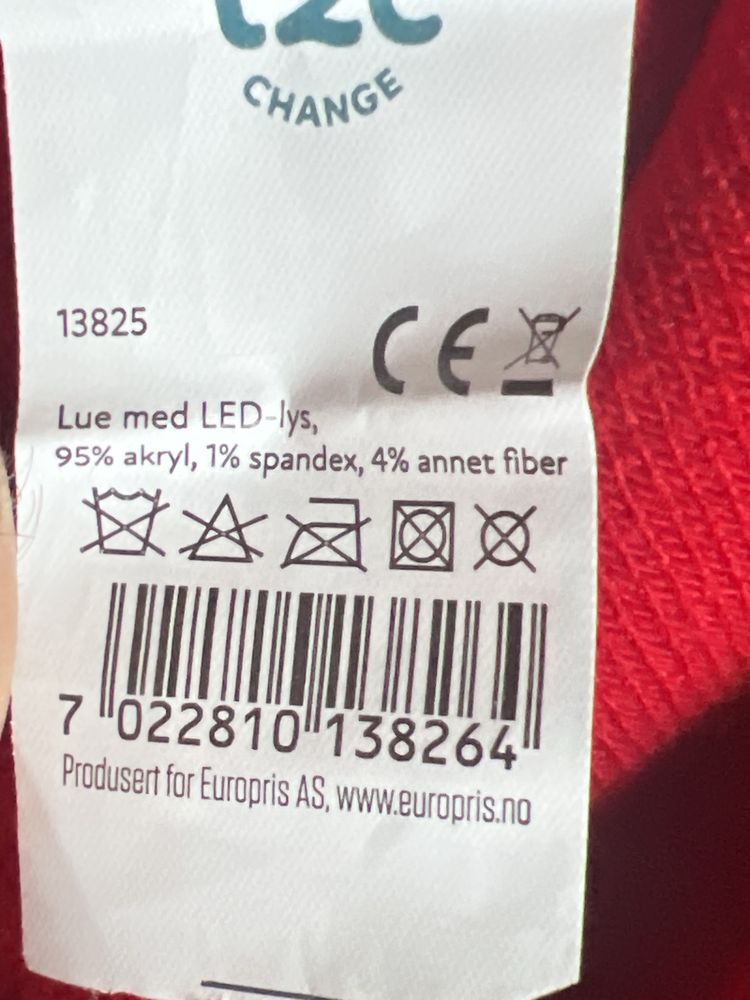 CHANGE
13825
CE
Lue med LED-lys,
95% akryl, 1% spandex, 4% annet fiber
7 022810 138264
Produsert for Europris AS, www.europris.no